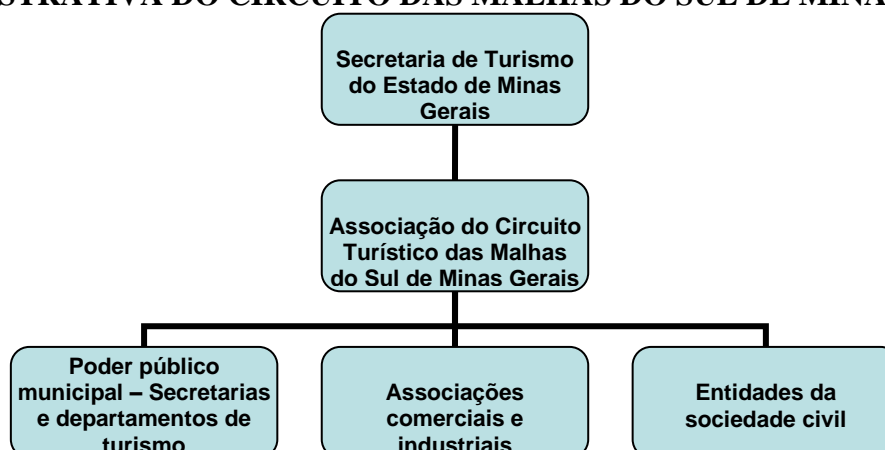 DO CIRCUITO DAS MALHAS DO SUL DE
Secretaria de Turismo
do Estado de Minas
Gerais
Associação do Circuito
Turístico das Malhas
do Sul de Minas Gerais
Poder público
municipal – Secretarias
e departamentos de
turismo
Associações
comerciais e
industriais
Entidades da
sociedade civil